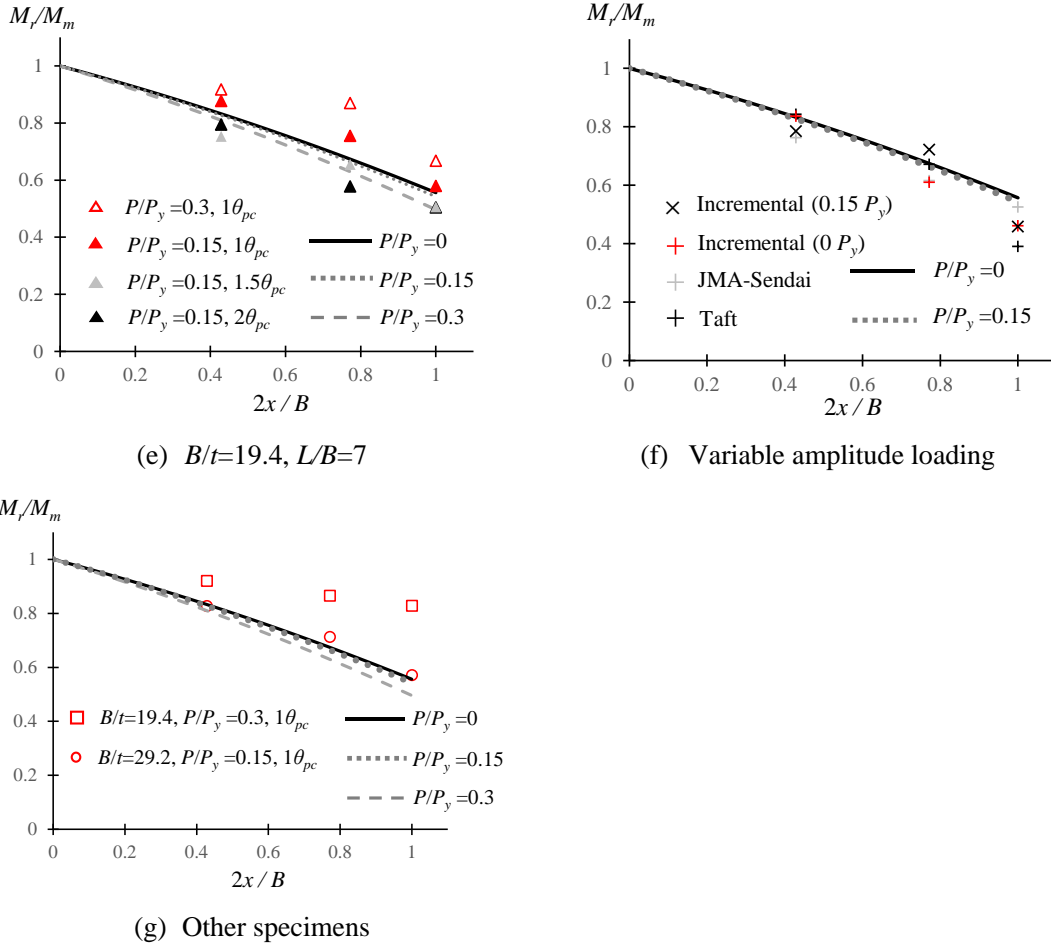 M_r/M_m
1
0.8
0.6
0.4
0.2
0
0 0.2 0.4 0.6 0.8 1
2x / B
P/P_y =0.3, 1θ_pc
P/P_y =0.15, 1θ_pc
P/P_y =0.15, 1.5θ_pc
P/P_y =0.15, 2θ_pc
P/P_y =0
P/P_y =0.15
P/P_y =0.3
(e) B/t=19.4, L/B=7
M_r/M_m
1
0.8
0.6
0.4
0.2
0
0 0.2 0.4 0.6 0.8 1
2x / B
Incremental (0.15 P_y)
Incremental (0 P_y)
JMA-Sendai
Taft
P/P_y =0
P/P_y =0.15
(f) Variable amplitude loading
M_r/M_m
1
0.8
0.6
0.4
0.2
0
0 0.2 0.4 0.6 0.8 1
2x / B
B/t=19.4, P/P_y =0.3, 1θ_pc
B/t=29.2, P/P_y =0.15, 1θ_pc
P/P_y =0
P/P_y =0.15
P/P_y =0.3
(g) Other specimens